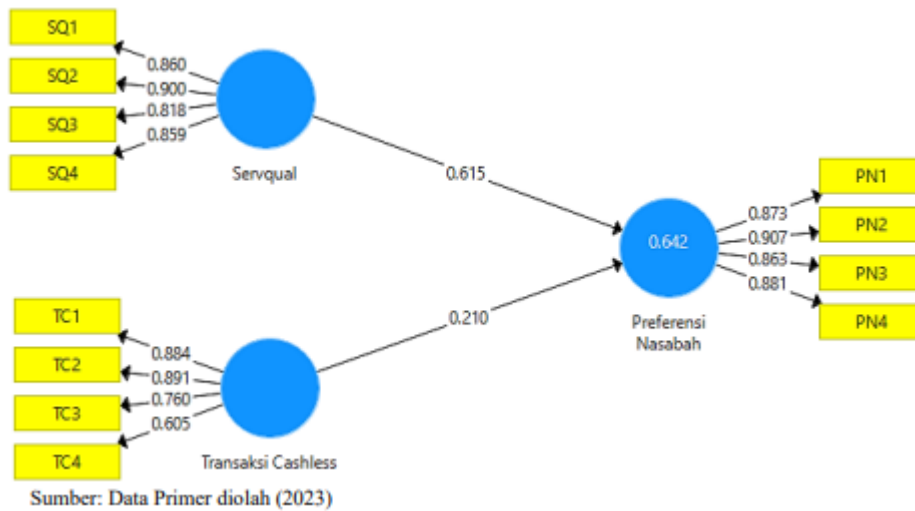 SQ1
0.860
SQ2
0.900
SQ3
0.818
0.859
SQ4
Servqual
0.615
PN1
0.873
PN2
0.907
0.642
0.863
PN3
0.881
PN4
Preferensi
Nasabah
0.210
TC1
0.884
TC2
0.891
0.760
TC3
0.605
TC4
Transaksi Cashless
Sumber: Data Primer diolah (2023)